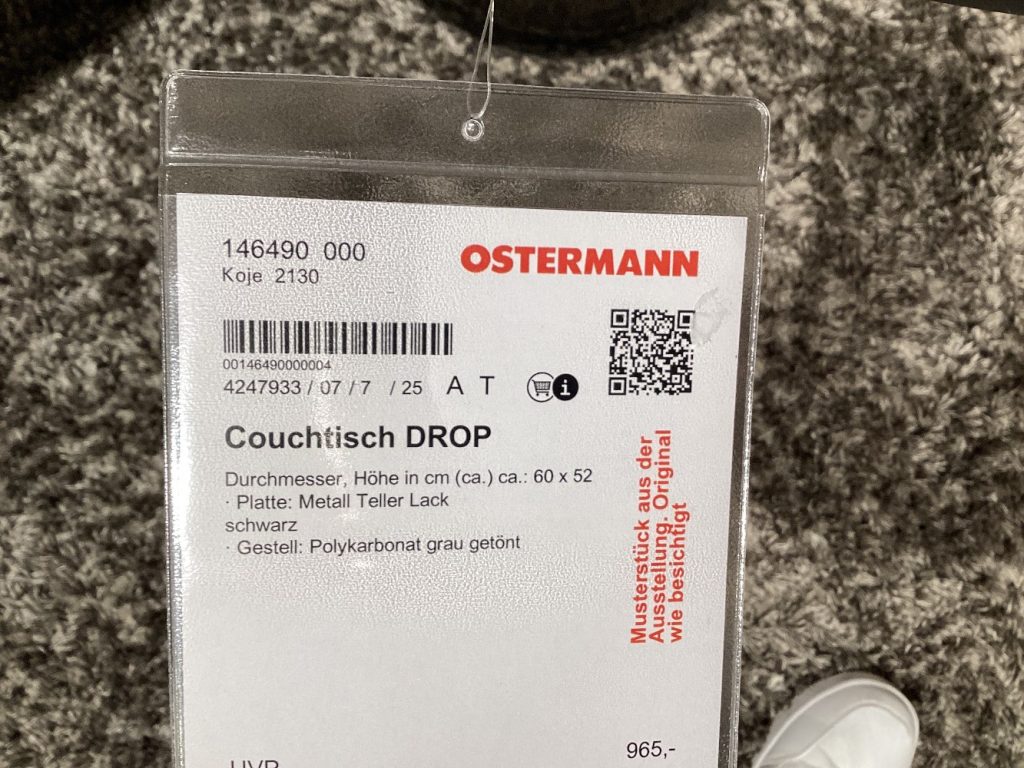 146490 000
Koje 2130
OSTERMANN
00146490000004
4247933 / 07 / 7 / 25 A T
i
Couchtisch DROP
Durchmesser, Höhe in cm (ca.) ca.: 60 x 52
· Platte: Metall Teller Lack
schwarz
· Gestell: Polykarbonat grau getönt
Musterstück aus der
Ausstellung. Original
wie besichtigt
UVP
965,-